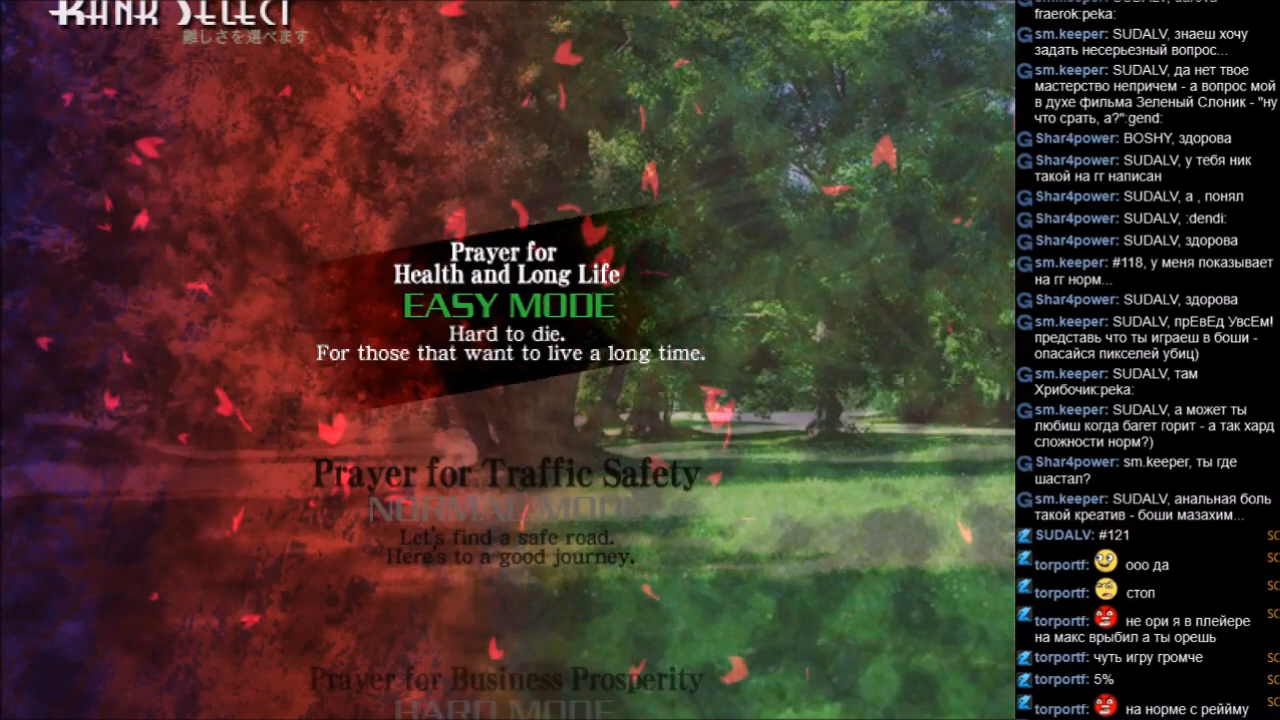 RANK SELECT
難しさを選べます
Prayer for
Health and Long Life
EASY MODE
Hard to die.
For those that want to live a long time.
Prayer for Traffic Safety
NORMAL MODE
Let's find a safe road.
Here's to a good journey.
Prayer for Business Prosperity
HARD MODE
fraerok:peka:
sm.keeper: SUDALV, знаеш хочу
задать несерьезный вопрос...
sm.keeper: SUDALV, да нет твое
мастерство непричем - а вопрос мой
в духе фильма Зеленый Слоник - "ну
что срать, а?":gend:
Shar4power: BOSHY, здорова
Shar4power: SUDALV, у тебя ник
такой на гг написан
Shar4power: SUDALV, а , понял
Shar4power: SUDALV, :dendi:
Shar4power: SUDALV, здорова
sm.keeper: #118, у меня показывает
на гг норм...
Shar4power: SUDALV, здорова
sm.keeper: SUDALV, прЕвЕд УвсЕм!
представь что ты играеш в боши -
опасайся пикселей убиц)
sm.keeper: SUDALV, там
Хрибочик:peka:
sm.keeper: SUDALV, а может ты
любиш когда багет горит - а так хард
сложности норм?)
Shar4power: sm.keeper, ты где
шастал?
sm.keeper: SUDALV, анальная боль
такой креатив - боши мазахим...
SUDALV: #121
torportf: ооо да
torportf: стоп
torportf: не ори я в плейере
на макс врыбил а ты орешь
torportf: чуть игру громче
torportf: 5%
torportf: на норме с реййму